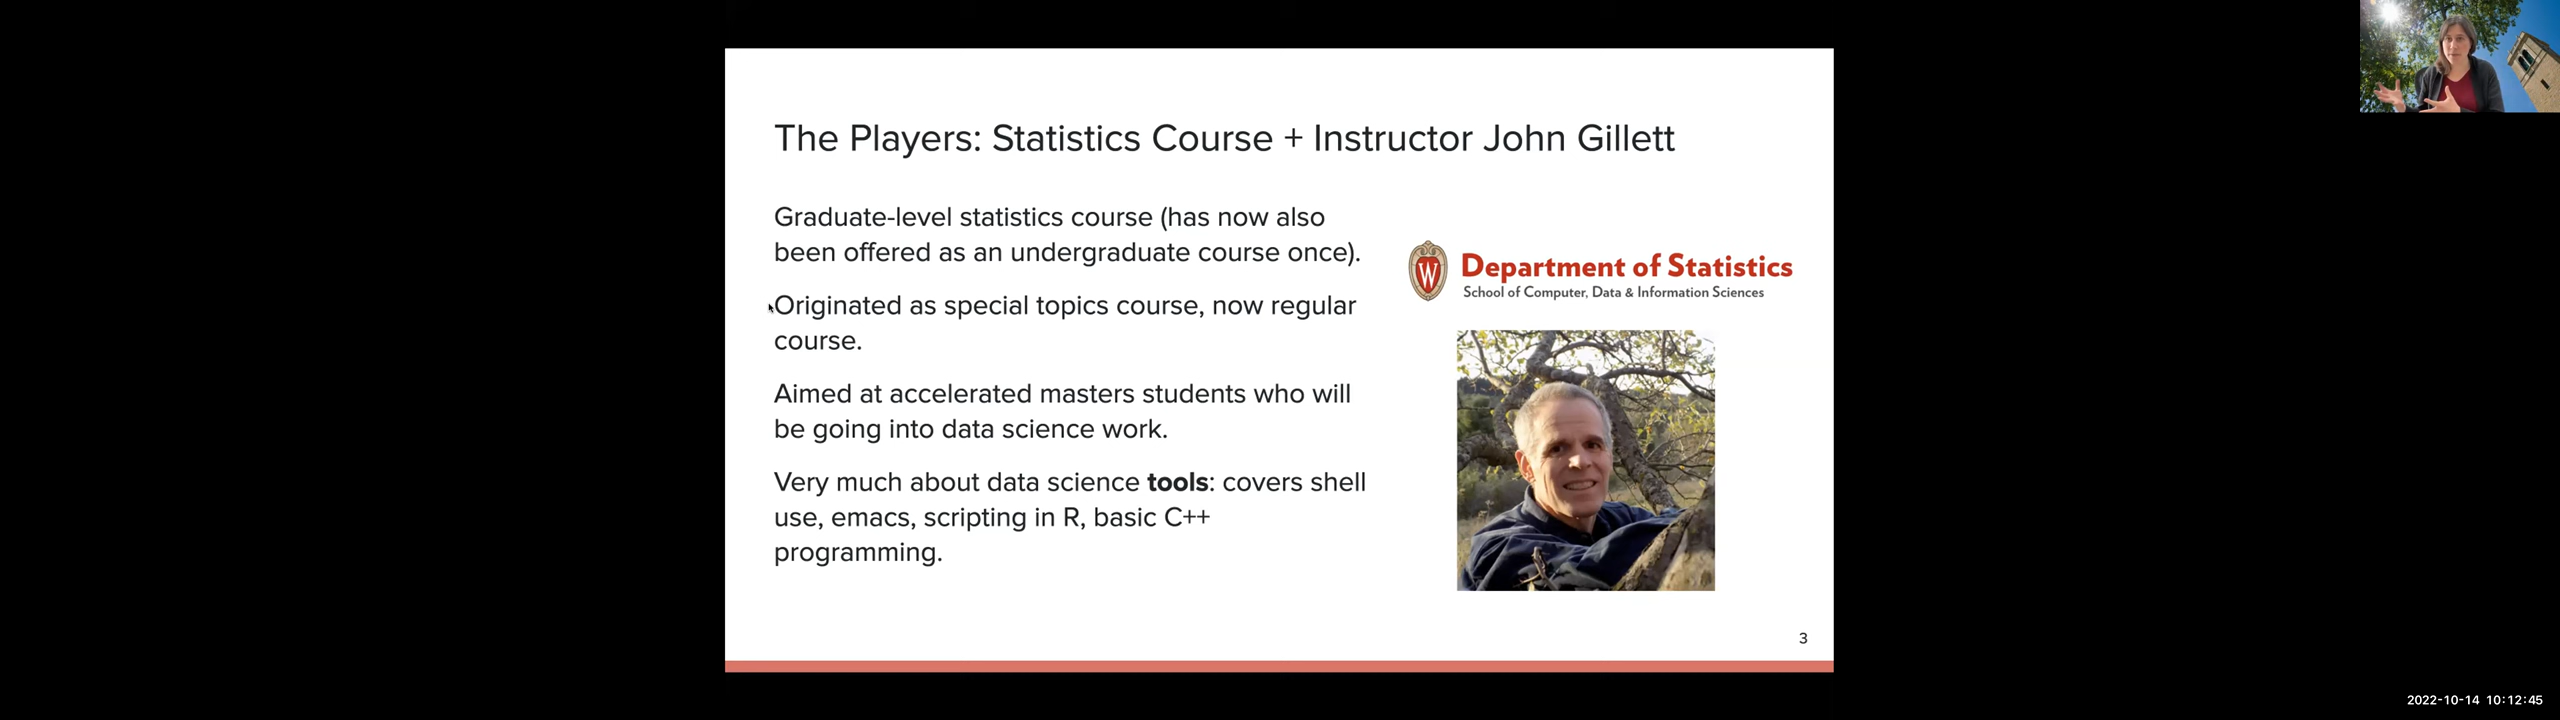 The Players: Statistics Course + Instructor John Gillett
Graduate-level statistics course (has now also
been offered as an undergraduate course once).
Originated as special topics course, now regular
course.
Aimed at accelerated masters students who will
be going into data science work.
Very much about data science tools: covers shell
use, emacs, scripting in R, basic C++
programming.
W
Department of Statistics
School of Computer, Data & Information Sciences
3
2022-10-14 10:12:45